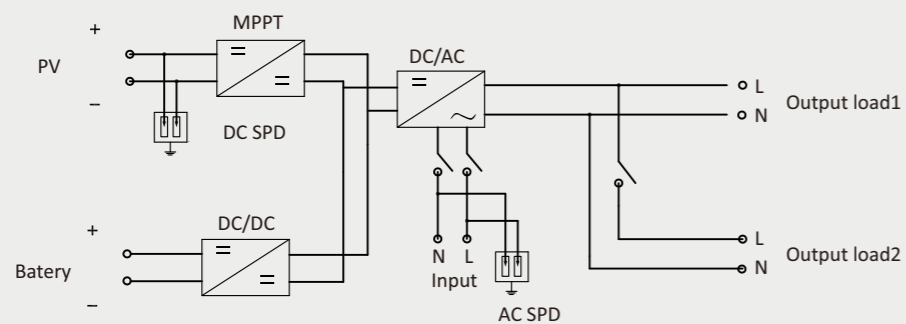 +
PV
−
MPPT
DC SPD
DC/AC
L
N
Output load1
+
Batery
−
DC/DC
N
L
Input
AC SPD
L
N
Output load2